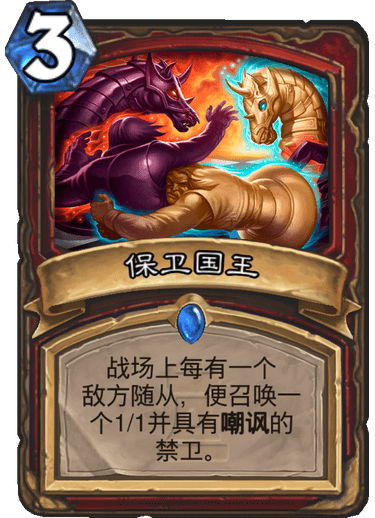 3
保卫国王
战场上每有一个
敌方随从，便召唤一
个1/1并具有嘲讽的
禁卫。